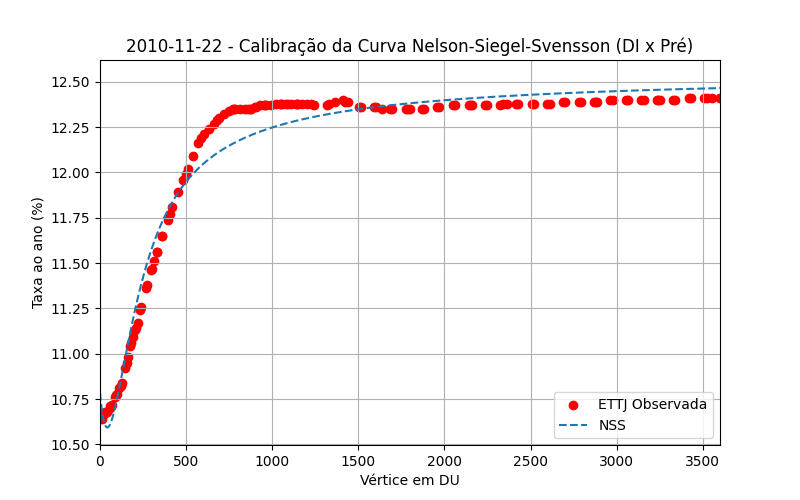 2010-11-22 - Calibração da Curva Nelson-Siegel-Svensson (DI x Pré)
Taxa ao ano (%)
12.50
12.25
12.00
11.75
11.50
11.25
11.00
10.75
10.50
ETTJ Observada
NSS
0 500 1000 1500 2000 2500 3000 3500
Vértice em DU